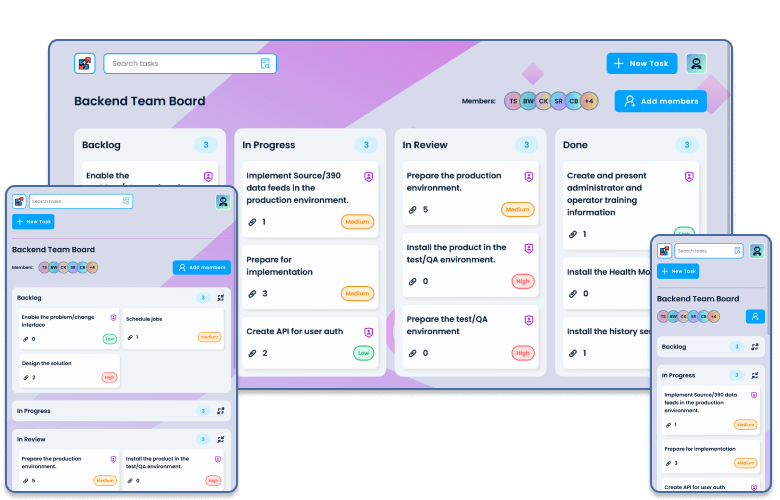 Search tasks
New Task
Backend Team Board
Members:
TS BW CK SR CB +4
Add members
Backlog 3
Enable the
In Progress 3
Implement Source/390
data feeds in the
production environment.
1 Medium
Prepare for
implementation
3 Medium
Create API for user auth
2 Low
In Review 3
Prepare the production
environment.
5 Medium
Install the product in the
test/QA environment.
0 High
Prepare the test/QA
environment
0 High
Done 3
Create and present
administrator and
operator training
information
1
Install the Health Mo
0
Install the history se
1
Search tasks
New Task
Backend Team Board
Members:
TS BW CK SR CB +4
Add members
Backlog 3
Enable the problem/change
interface
0 Low
Schedule jobs
1 Medium
Design the solution
2 High
In Progress 3
In Review 3
Prepare the production
environment.
5 Medium
Install the product in the
test/QA environment.
0 High
Search tasks
New Task
Backend Team Board
TS BW CK SR CB +4
Backlog 3
In Progress 3
Implement Source/390 data
feeds in the production
environment.
1 Medium
Prepare for implementation
3 Medium
Create API for user auth